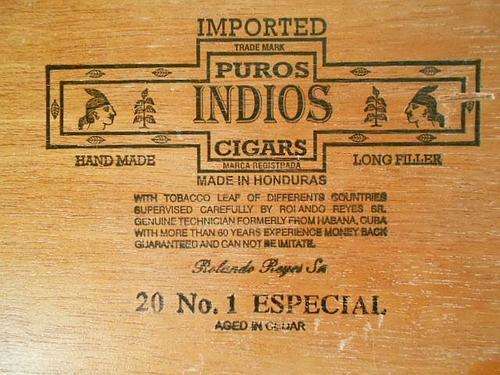 IMPORTED
TRADE MARK
PUROS
INDIOS
CIGARS
MARCA REGISTRADA
HAND MADE
LONG FILLER
MADE IN HONDURAS
WITH TOBACCO LEAF OF DIFFERENTS COUNTRIES
SUPERVISED CAREFULLY BY ROLANDO REYES SR.
GENUINE TECHNICIAN FORMERLY FROM HABANA, CUBA
WITH MORE THAN 60 YEARS EXPERIENCE MONEY BACK
GUARANTEED AND CAN NOT BE IMITATE.
Rolando Reyes Sr.
20 No. 1 ESPECIAL
AGED IN CEDAR